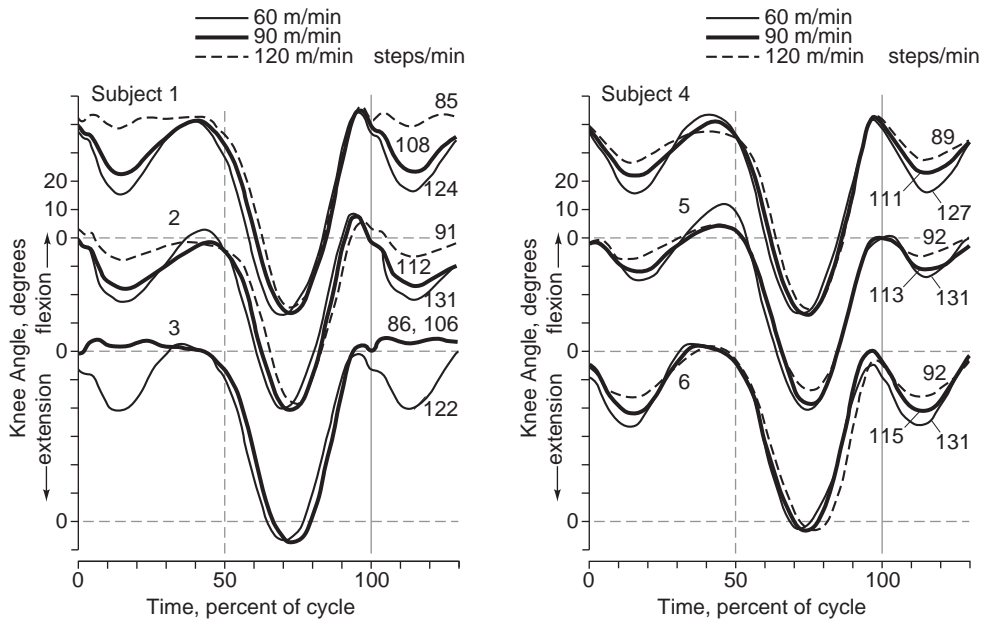 60 m/min
90 m/min
120 m/min steps/min
Subject 1
85
108
124
20
10
0
2
91
112
131
3
86, 106
0
122
0
Knee Angle, degrees
extension
flexion
0
50
100
Time, percent of cycle
60 m/min
90 m/min
120 m/min steps/min
Subject 4
89
111
127
20
10
0
5
92
113
131
0
6
92
115
131
0
Knee Angle, degrees
extension
flexion
0
50
100
Time, percent of cycle